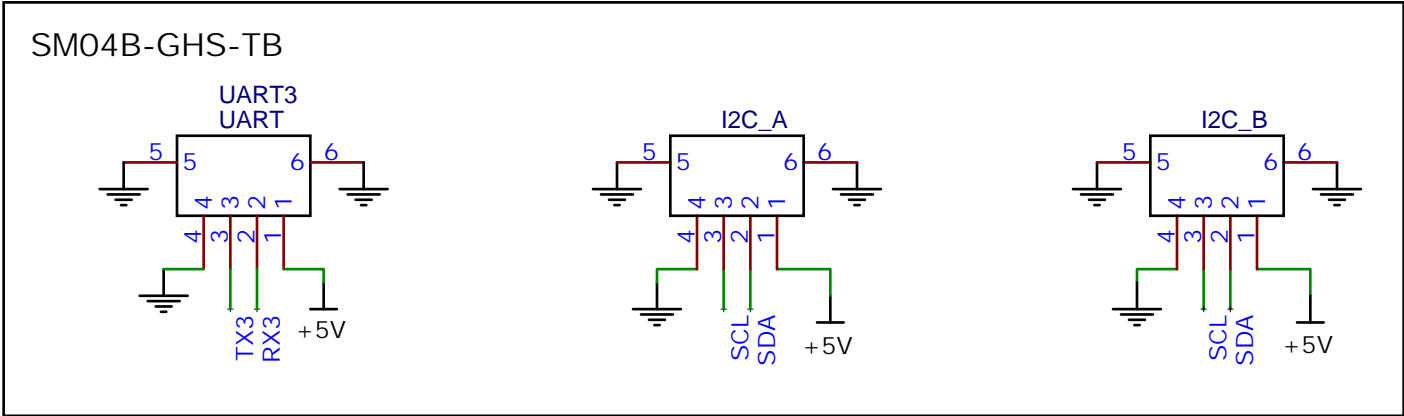 SM04B-GHS-TB
UART3
UART
I2C_A
I2C_B
5 5 6 6
5 5 6 6
5 5 6 6
4 3 2 1
4 3 2 1
4 3 2 1
4 3 2 1
4 3 2 1
4 3 2 1
TX3
RX3
+5V
SCL
SDA
+5V
SCL
SDA
+5V